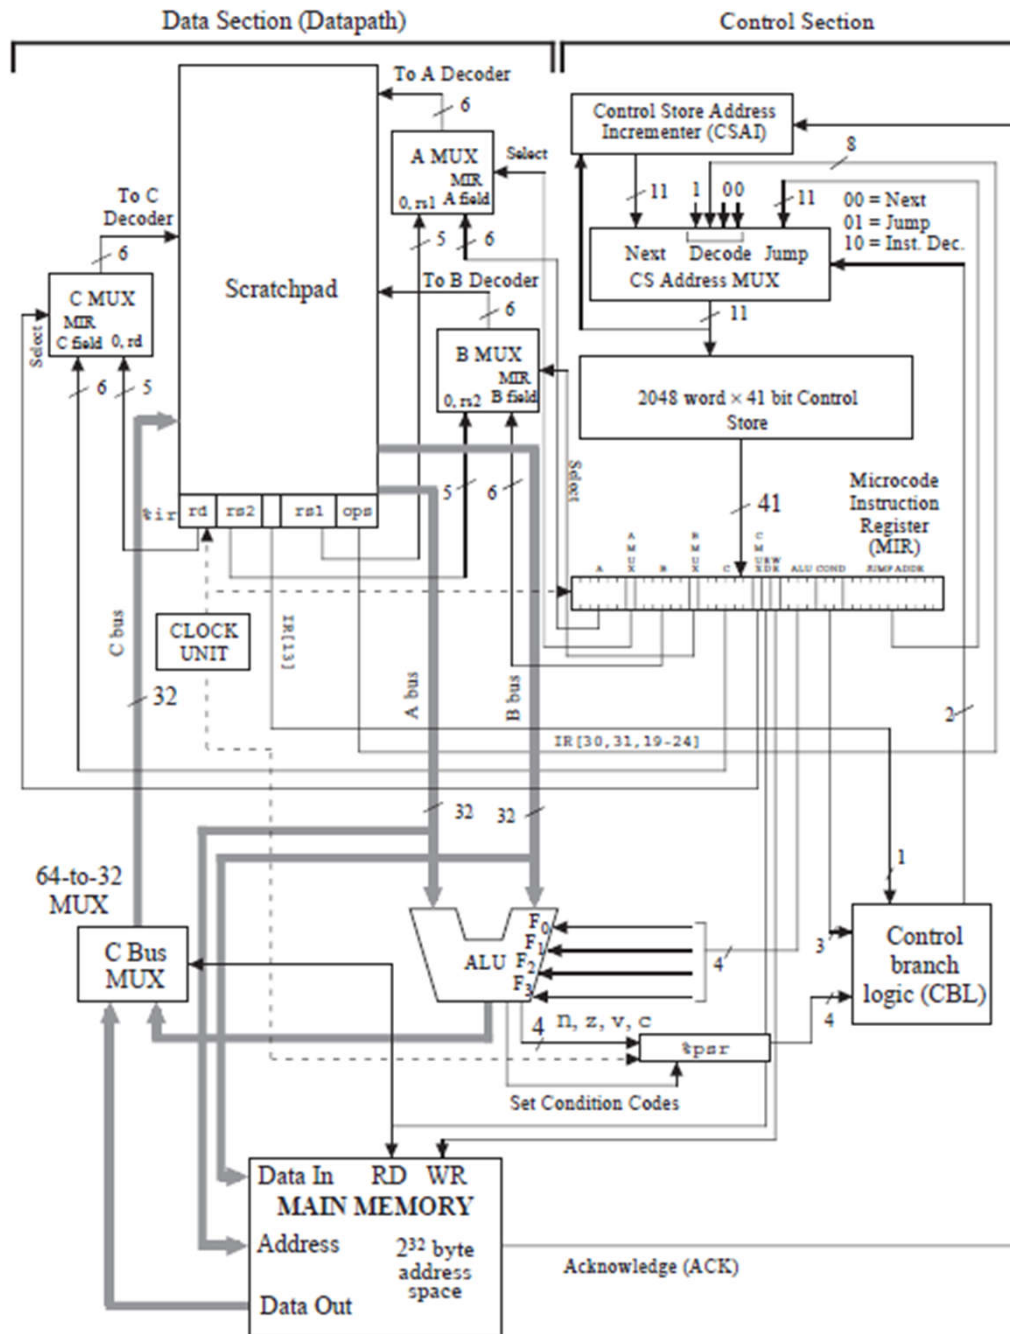 Data Section (Datapath)
Control Section
To A Decoder
6
A MUX
MIR
0, rs1 A field
Select
5
6
Control Store Address
Incrementer (CSAI)
8
11
1
00
11
00 = Next
01 = Jump
10 = Inst. Dec.
Next Decode Jump
CS Address MUX
11
To C
Decoder
6
C MUX
MIR
C field 0, rd
Select
6
5
Scratchpad
To B Decoder
6
B MUX
MIR
0, rs2 B field
5
6
Select
2048 word × 41 bit Control
Store
41
Microcode
Instruction
Register
(MIR)
%ir rd rs2 rs1 ops
A
AMUX
B
BMUX
C
CMUX
RD
WR
ALU COND JUMP ADDR
CLOCK
UNIT
IR[13]
C bus
32
A bus
B bus
IR[30,31,19-24]
2
32
32
1
64-to-32
MUX
C Bus
MUX
ALU
F0
F1
F2
F3
4
3
Control
branch
logic (CBL)
4
4
n, z, v, c
%psr
Set Condition Codes
Data In RD WR
MAIN MEMORY
Address
2³² byte
address
space
Data Out
Acknowledge (ACK)